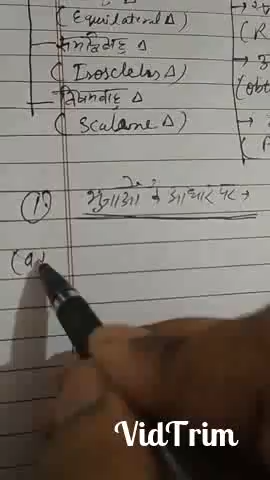 (Equilateral Δ
समद्विबाहु Δ
(Isosceles Δ)
विषमबाहु Δ
(Scalene Δ)
(R
(obt
① भुजाओं के आधार पर →
(a)
VidTrim